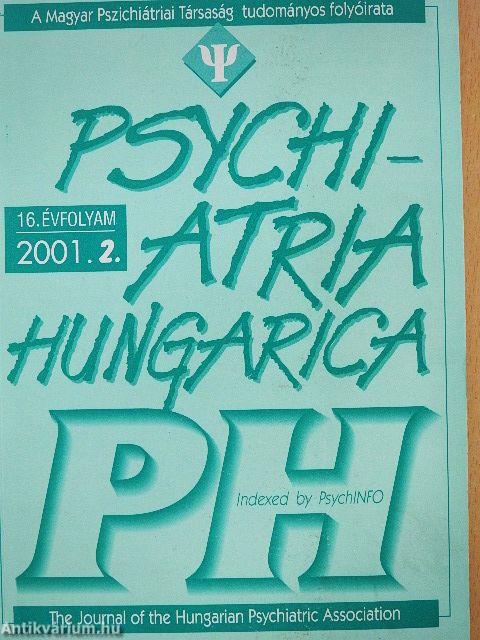 A Magyar Pszichiátriai Társaság tudományos folyóirata
Ψ
PSYCHI-
16. ÉVFOLYAM
2001. 2.
ATRIA
HUNGARICA
PH
Indexed by PsychINFO
The Journal of the Hungarian Psychiatric Association
Antikvárium.hu